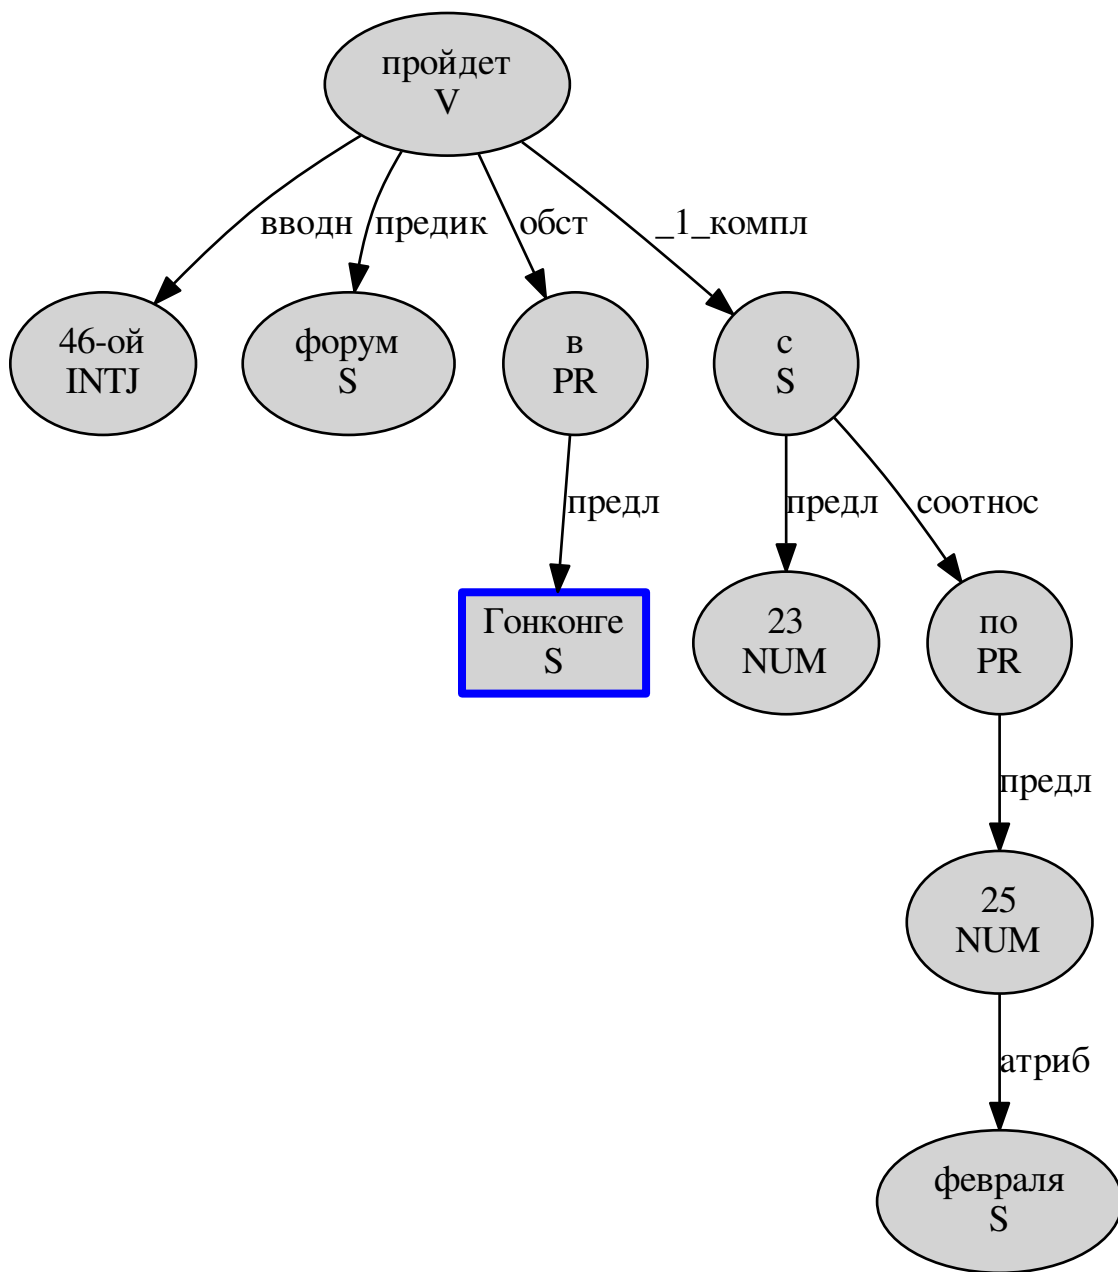 пройдет
V
вводн
предик
обст
_1_компл
46-ой
INTJ
форум
S
в
PR
с
S
предл
предл
соотнос
Гонконге
S
23
NUM
по
PR
предл
25
NUM
атриб
февраля
S